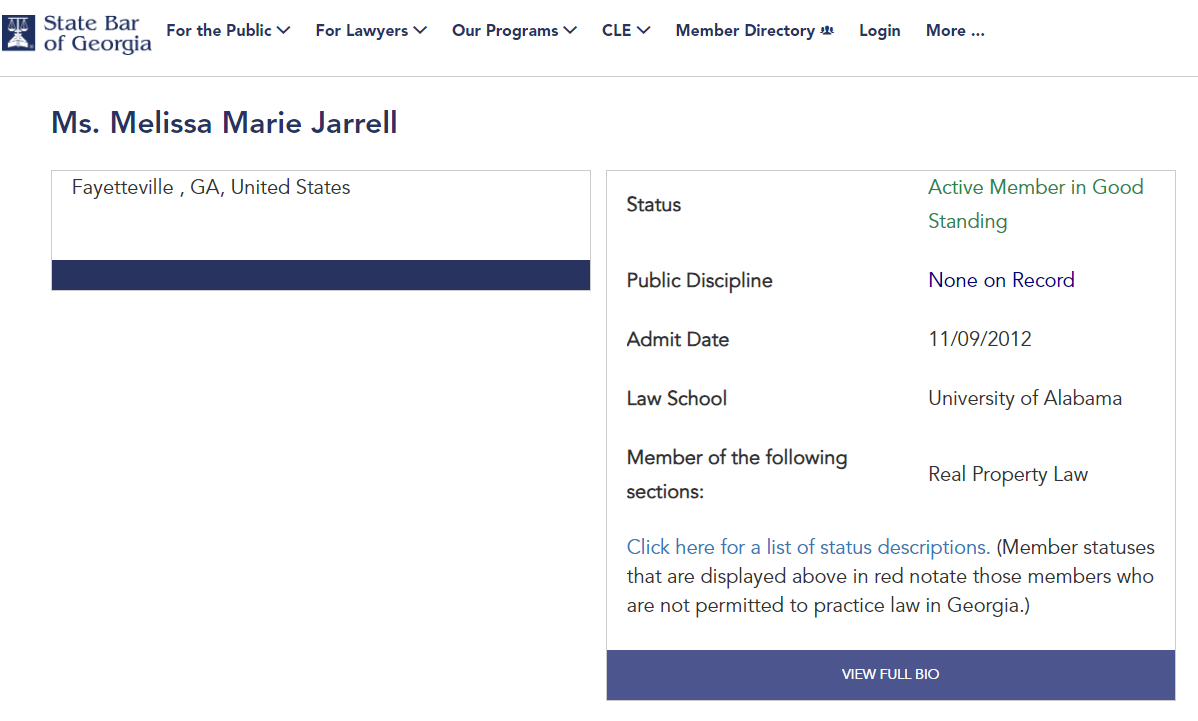 State Bar
of Georgia
For the Public
For Lawyers
Our Programs
CLE
Member Directory
Login
More ...
Ms. Melissa Marie Jarrell
Fayetteville , GA, United States
Status
Active Member in Good
Standing
Public Discipline
None on Record
Admit Date
11/09/2012
Law School
University of Alabama
Member of the following
sections:
Real Property Law
Click here for a list of status descriptions. (Member statuses
that are displayed above in red notate those members who
are not permitted to practice law in Georgia.)
VIEW FULL BIO